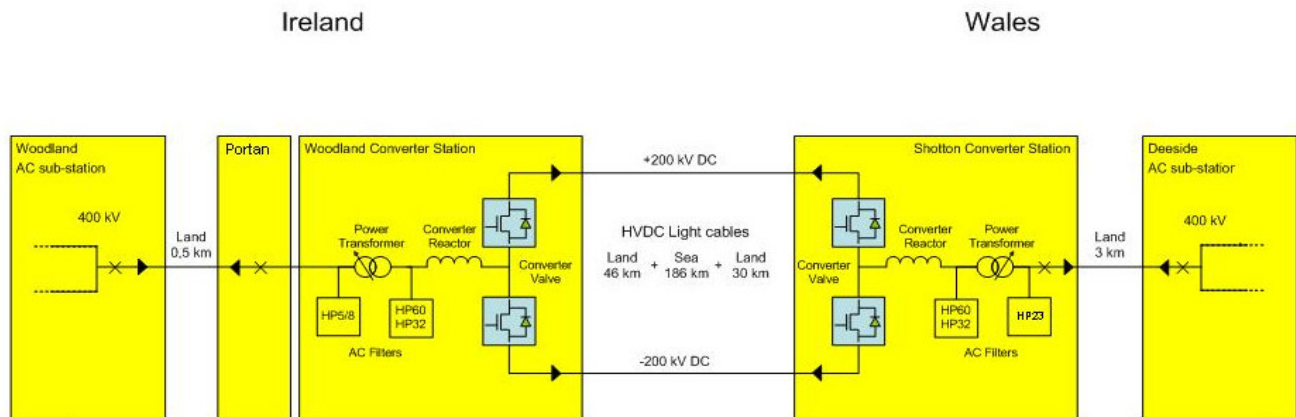 Ireland
Wales
Woodland
AC sub-station
400 kV
Land
0,5 km
Portan
Woodland Converter Station
Power
Transformer
Converter
Reactor
HP5/8
HP60
HP32
AC Filters
Converter
Valve
+200 kV DC
HVDC Light cables
Land + Sea + Land
46 km 186 km 30 km
-200 kV DC
Shotton Converter Station
Converter
Valve
Converter
Reactor
Power
Transformer
HP60
HP32
HP23
AC Filters
Land
3 km
Deeside
AC sub-statior
400 kV